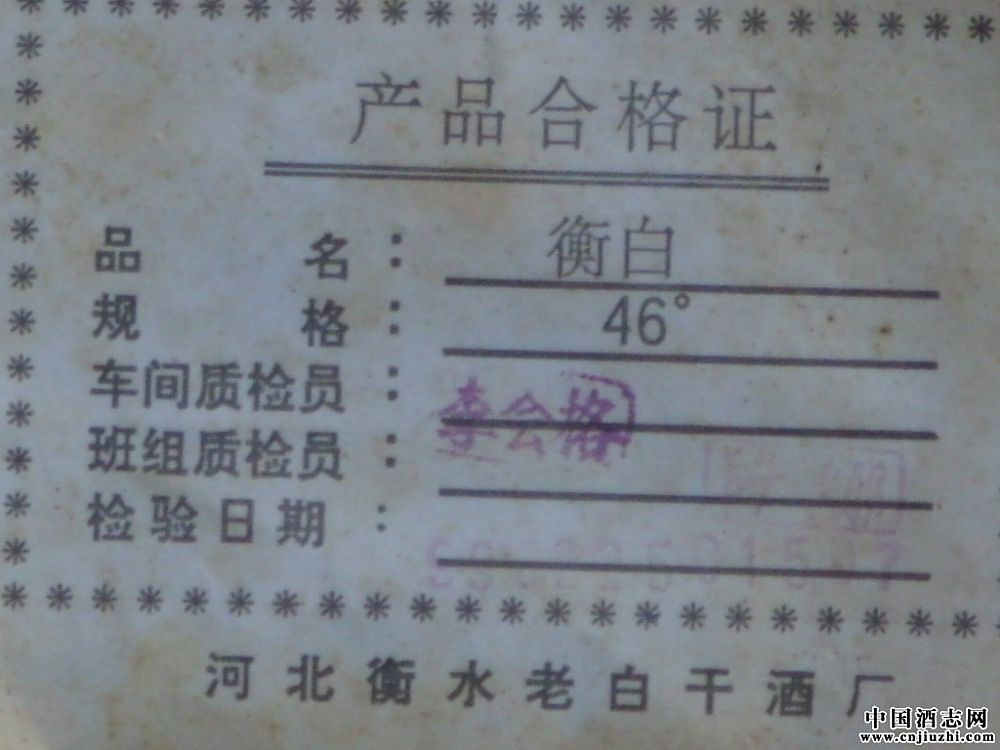 产品合格证
品 名： 衡白
规 格： 46°
车间质检员：
班组质检员：
检验日期：
河北衡水老白干酒厂
中国酒志网
www.cnjiuzhi.com